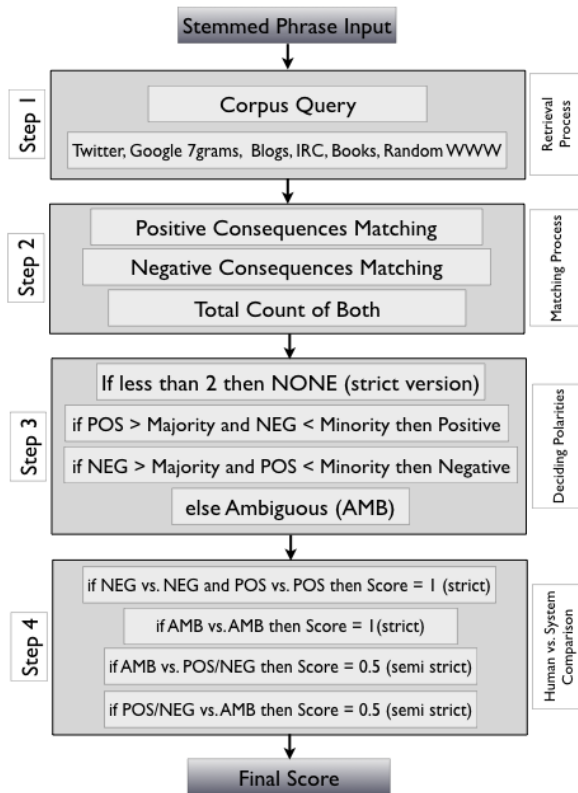 Stemmed Phrase Input
Step 1
Corpus Query
Twitter, Google 7grams, Blogs, IRC, Books, Random WWW
Retrieval
Process
Step 2
Positive Consequences Matching
Negative Consequences Matching
Total Count of Both
Matching Process
Step 3
If less than 2 then NONE (strict version)
if POS > Majority and NEG < Minority then Positive
if NEG > Majority and POS < Minority then Negative
else Ambiguous (AMB)
Deciding Polarities
Step 4
if NEG vs. NEG and POS vs. POS then Score = 1 (strict)
if AMB vs. AMB then Score = 1(strict)
if AMB vs. POS/NEG then Score = 0.5 (semi strict)
if POS/NEG vs. AMB then Score = 0.5 (semi strict)
Human vs. System
Comparison
Final Score